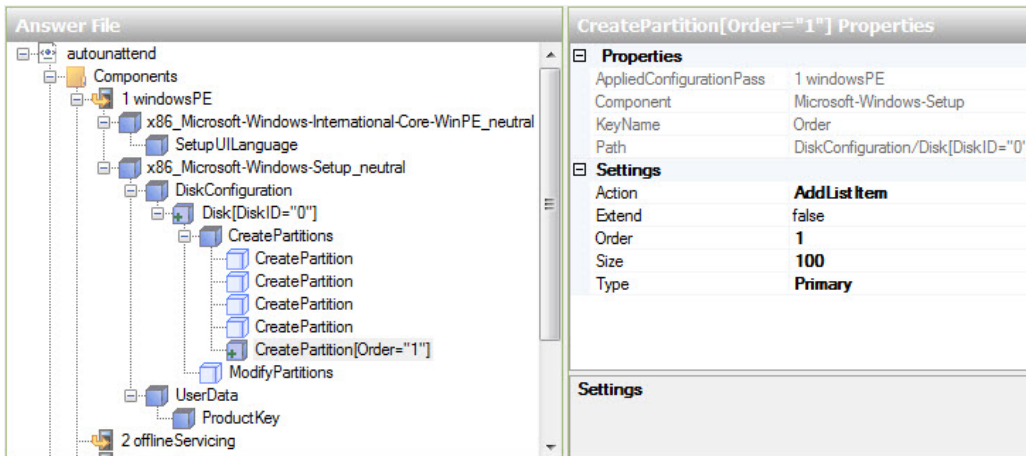 Answer File
autounattend
Components
1 windowsPE
x86_Microsoft-Windows-International-Core-WinPE_neutral
SetupUILanguage
x86_Microsoft-Windows-Setup_neutral
DiskConfiguration
Disk[DiskID="0"]
CreatePartitions
CreatePartition
CreatePartition
CreatePartition
CreatePartition
CreatePartition[Order="1"]
ModifyPartitions
UserData
ProductKey
2 offlineServicing
CreatePartition[Order="1"] Properties
Properties
AppliedConfigurationPass 1 windowsPE
Component Microsoft-Windows-Setup
KeyName Order
Path DiskConfiguration/Disk[DiskID="0"
Settings
Action AddListItem
Extend false
Order 1
Size 100
Type Primary
Settings